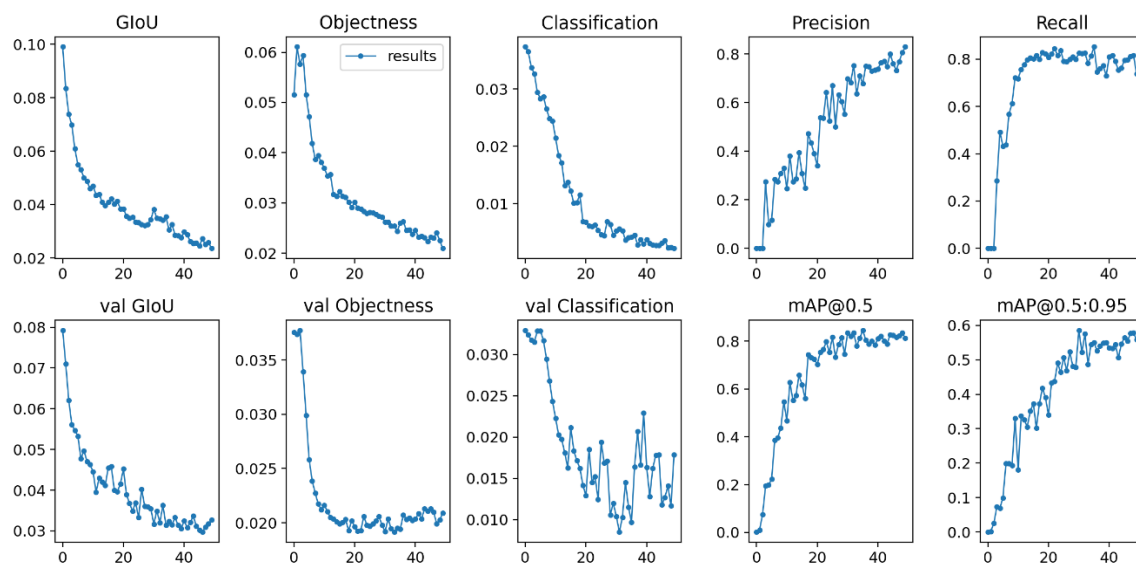 GIoU
Objectness
Classification
Precision
Recall
0.10
0.08
0.06
0.04
0.02
0 20 40
0.06
0.05
0.04
0.03
0.02
results
0 20 40
0.03
0.02
0.01
0 20 40
0.8
0.6
0.4
0.2
0.0
0 20 40
0.8
0.6
0.4
0.2
0.0
0 20 40
val GIoU
val Objectness
val Classification
mAP@0.5
mAP@0.5:0.95
0.08
0.07
0.06
0.05
0.04
0.03
0 20 40
0.035
0.030
0.025
0.020
0 20 40
0.030
0.025
0.020
0.015
0.010
0 20 40
0.8
0.6
0.4
0.2
0.0
0 20 40
0.6
0.5
0.4
0.3
0.2
0.1
0.0
0 20 40